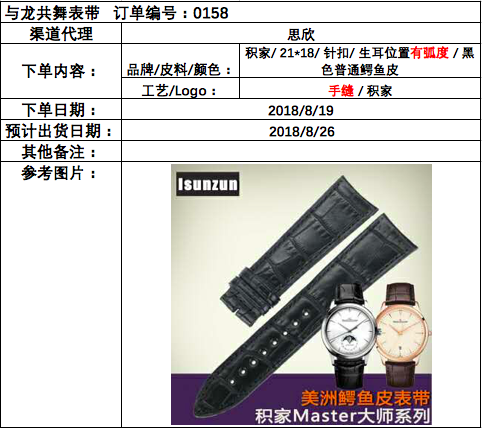 与龙共舞表带 订单编号：0158
渠道代理
思欣
下单内容：
品牌/皮料/颜色：
积家/ 21*18/ 针扣/ 生耳位置有弧度 / 黑
色普通鳄鱼皮
工艺/Logo：
手缝 / 积家
下单日期：
2018/8/19
预计出货日期：
2018/8/26
其他备注：
参考图片：
Isunzun
美洲鳄鱼皮表带
积家Master大师系列